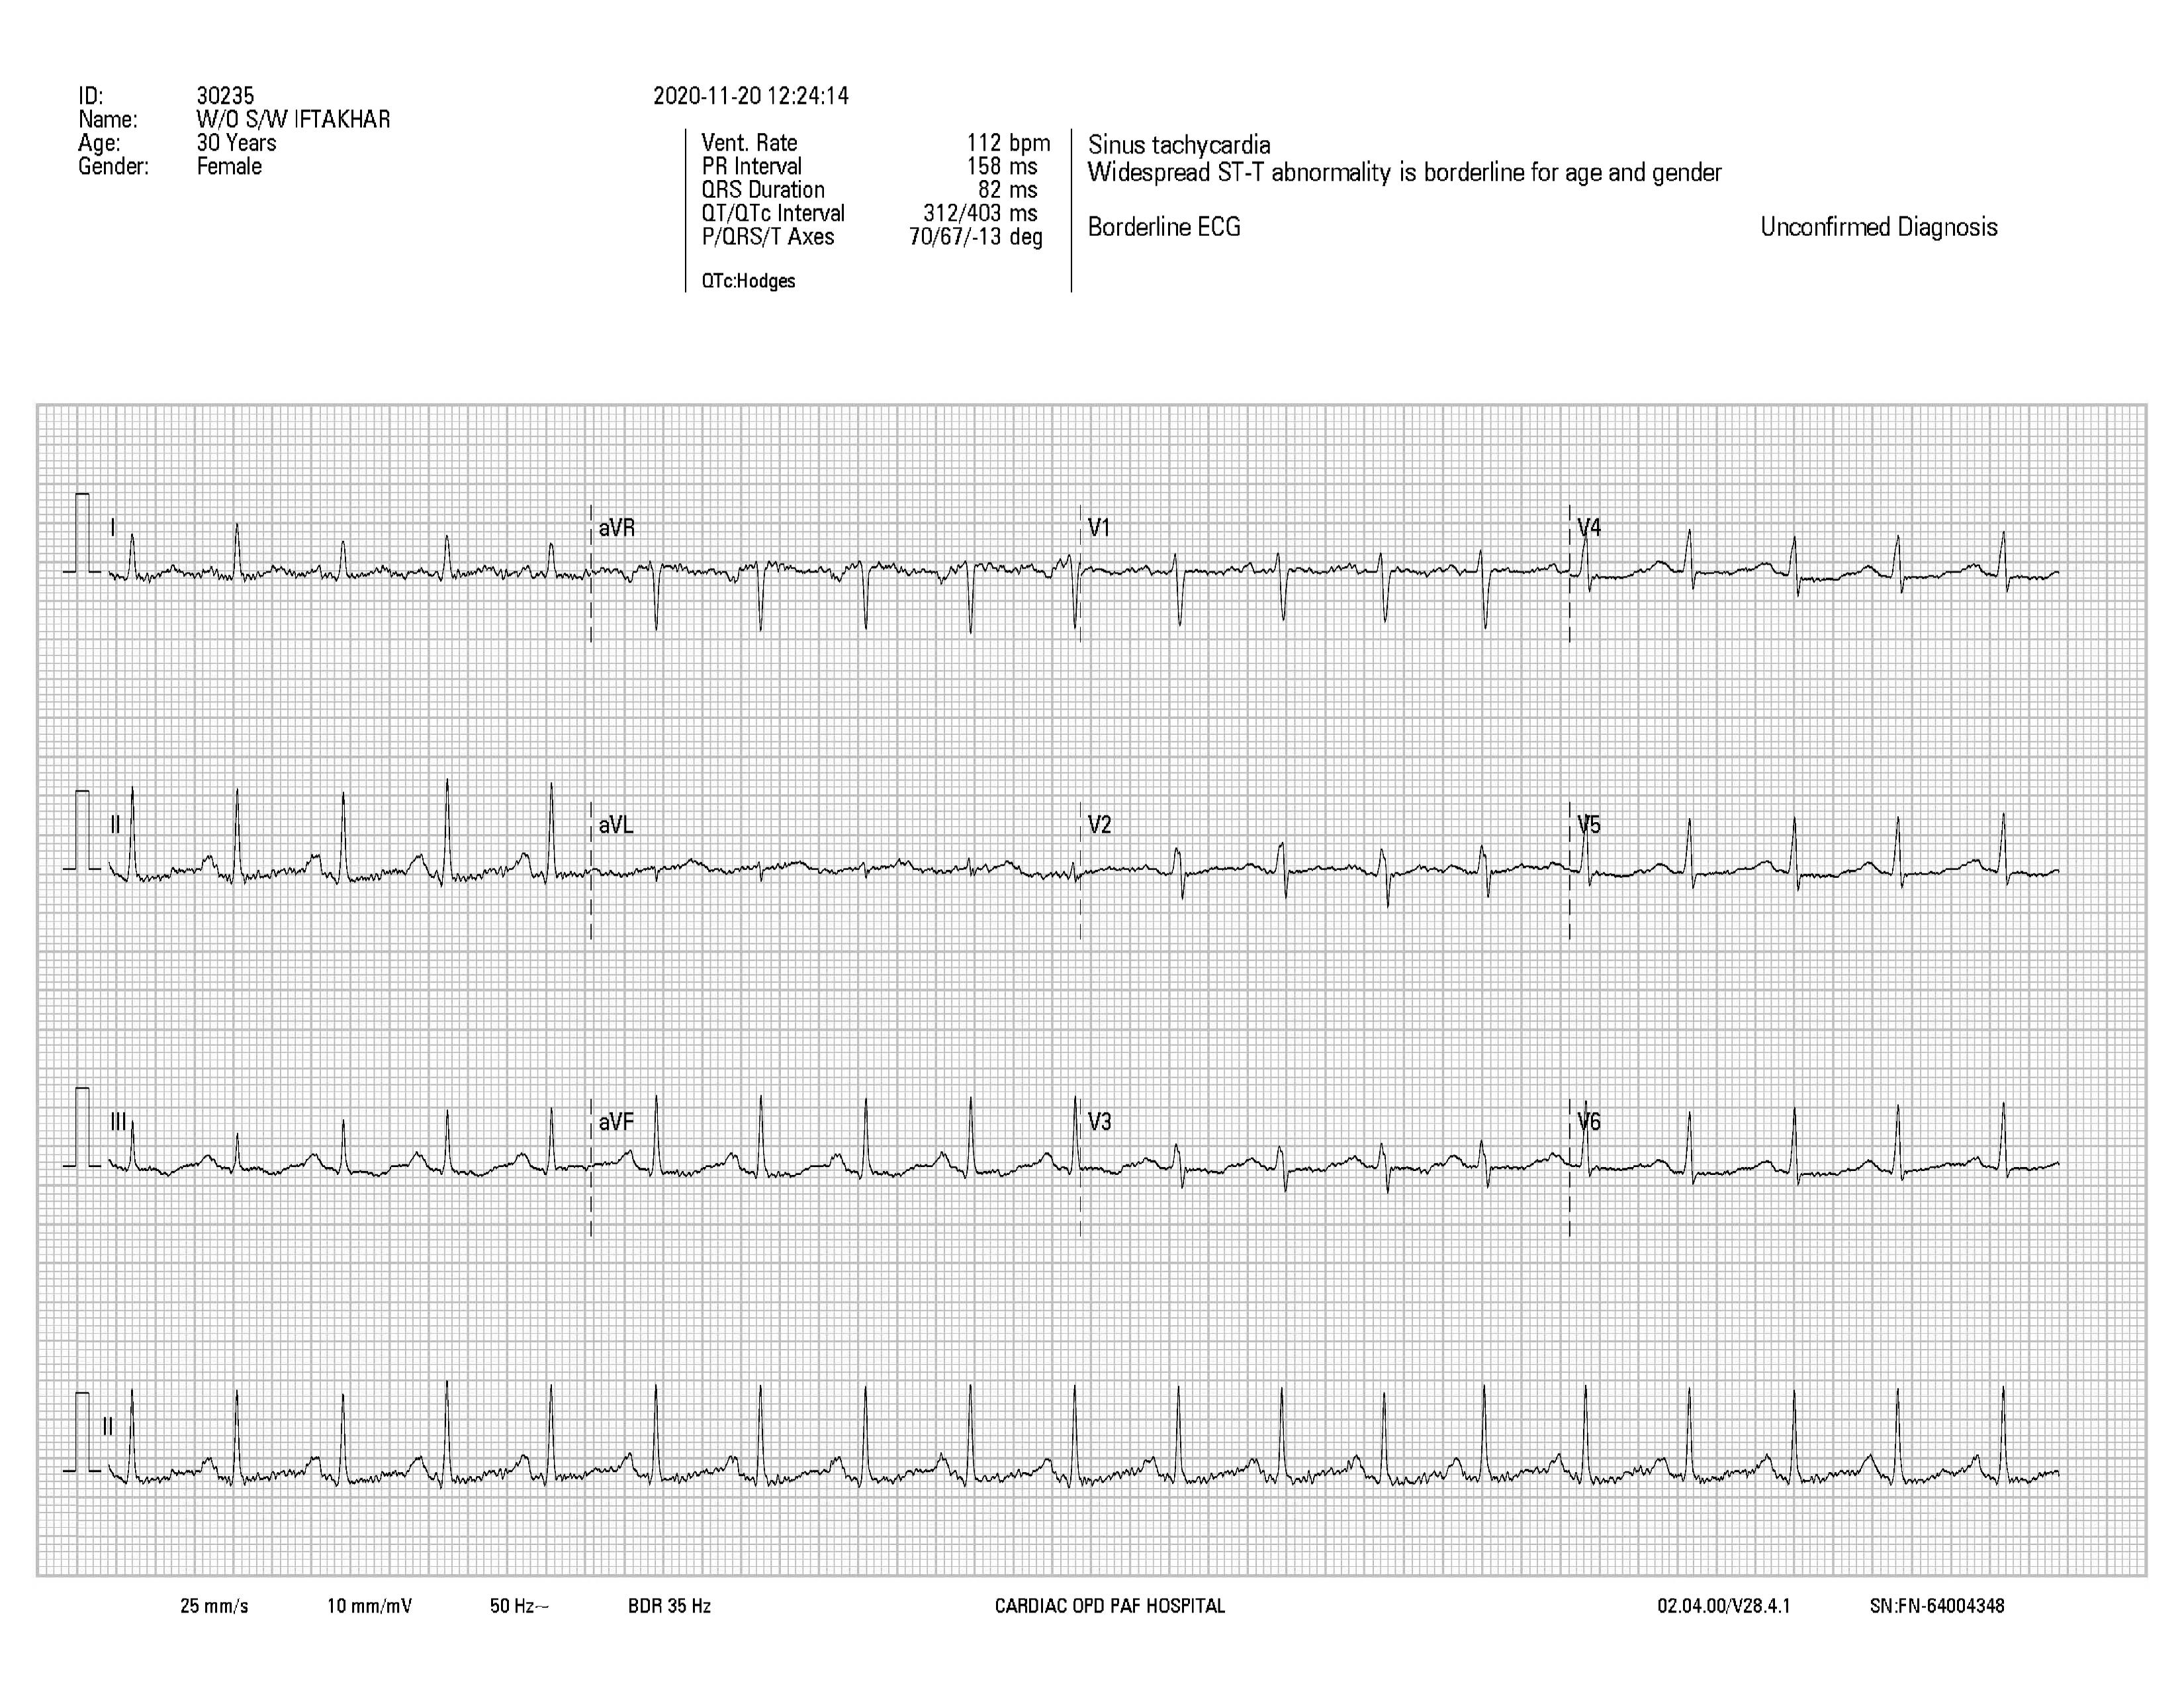 ID: 30235
Name: W/O S/W IFTAKHAR
Age: 30 Years
Gender: Female
2020-11-20 12:24:14
Vent. Rate 112 bpm
PR Interval 158 ms
QRS Duration 82 ms
QT/QTc Interval 312/403 ms
P/QRS/T Axes 70/67/-13 deg
QTc:Hodges
Sinus tachycardia
Widespread ST-T abnormality is borderline for age and gender
Borderline ECG Unconfirmed Diagnosis
I aVR V1 V4
II aVL V2 V5
III aVF V3 V6
II
25 mm/s 10 mm/mV 50 Hz~ BDR 35 Hz CARDIAC OPD PAF HOSPITAL 02.04.00/V28.4.1 SN:FN-64004348